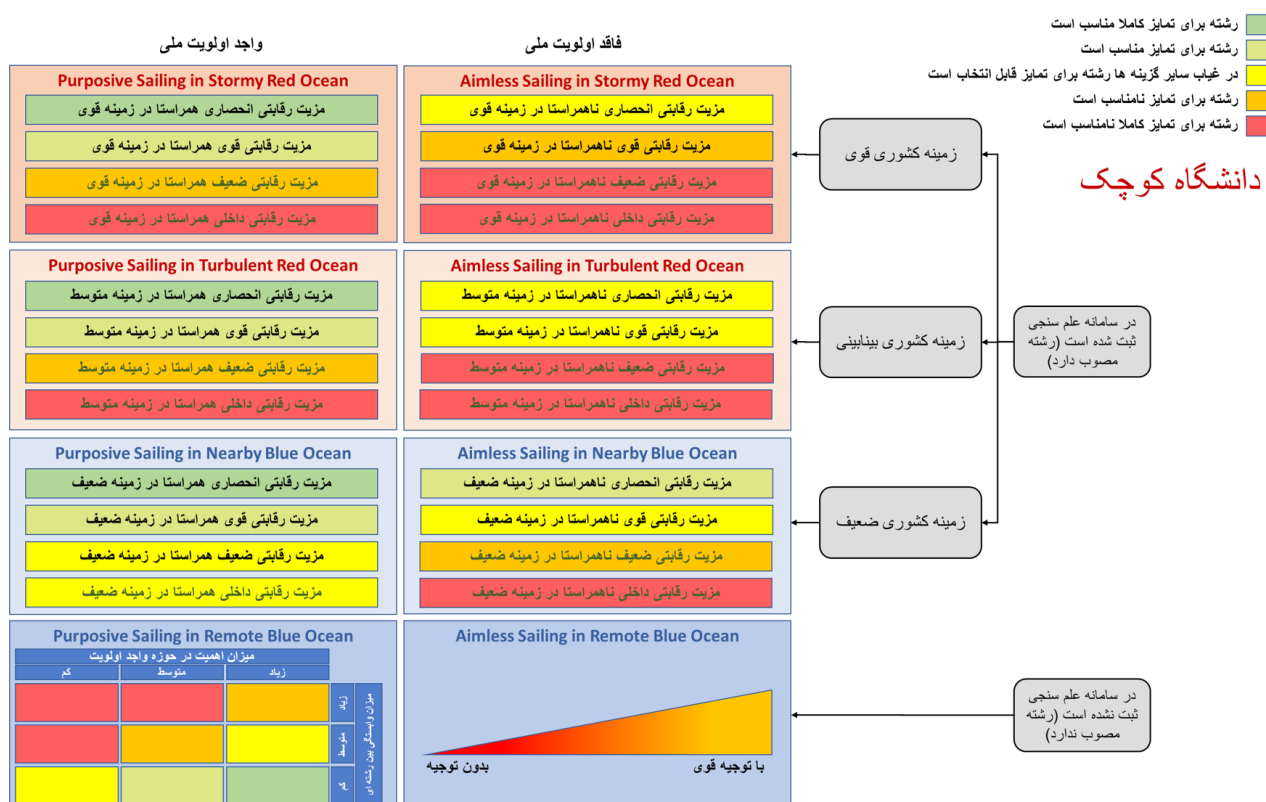 رشته برای تمایز کاملا مناسب است
رشته برای تمایز مناسب است
در غیاب سایر گزینه ها رشته برای تمایز قابل انتخاب است
رشته برای تمایز نامناسب است
رشته برای تمایز کاملا نامناسب است
دانشگاه کوچک
در سامانه علم سنجی
ثبت شده است (رشته
مصوب دارد)
زمینه کشوری قوی
زمینه کشوری بینابینی
زمینه کشوری ضعیف
در سامانه علم سنجی
ثبت نشده است (رشته
مصوب ندارد)
فاقد اولویت ملی
Aimless Sailing in Stormy Red Ocean
مزیت رقابتی انحصاری ناهمراستا در زمینه قوی
مزیت رقابتی قوی ناهمراستا در زمینه قوی
مزیت رقابتی ضعیف ناهمراستا در زمینه قوی
مزیت رقابتی داخلی ناهمراستا در زمینه قوی
Aimless Sailing in Turbulent Red Ocean
مزیت رقابتی انحصاری ناهمراستا در زمینه متوسط
مزیت رقابتی قوی ناهمراستا در زمینه متوسط
مزیت رقابتی ضعیف ناهمراستا در زمینه متوسط
مزیت رقابتی داخلی ناهمراستا در زمینه متوسط
Aimless Sailing in Nearby Blue Ocean
مزیت رقابتی انحصاری ناهمراستا در زمینه ضعیف
مزیت رقابتی قوی ناهمراستا در زمینه ضعیف
مزیت رقابتی ضعیف ناهمراستا در زمینه ضعیف
مزیت رقابتی داخلی ناهمراستا در زمینه ضعیف
Aimless Sailing in Remote Blue Ocean
با توجیه قوی
بدون توجیه
واجد اولویت ملی
Purposive Sailing in Stormy Red Ocean
مزیت رقابتی انحصاری همراستا در زمینه قوی
مزیت رقابتی قوی همراستا در زمینه قوی
مزیت رقابتی ضعیف همراستا در زمینه قوی
مزیت رقابتی داخلی همراستا در زمینه قوی
Purposive Sailing in Turbulent Red Ocean
مزیت رقابتی انحصاری همراستا در زمینه متوسط
مزیت رقابتی قوی همراستا در زمینه متوسط
مزیت رقابتی ضعیف همراستا در زمینه متوسط
مزیت رقابتی داخلی همراستا در زمینه متوسط
Purposive Sailing in Nearby Blue Ocean
مزیت رقابتی انحصاری همراستا در زمینه ضعیف
مزیت رقابتی قوی همراستا در زمینه ضعیف
مزیت رقابتی ضعیف همراستا در زمینه ضعیف
مزیت رقابتی داخلی همراستا در زمینه ضعیف
Purposive Sailing in Remote Blue Ocean
میزان اهمیت در حوزه واجد اولویت
زیاد
متوسط
کم
میزان وابستگی بین رشته ای
زیاد
متوسط
کم